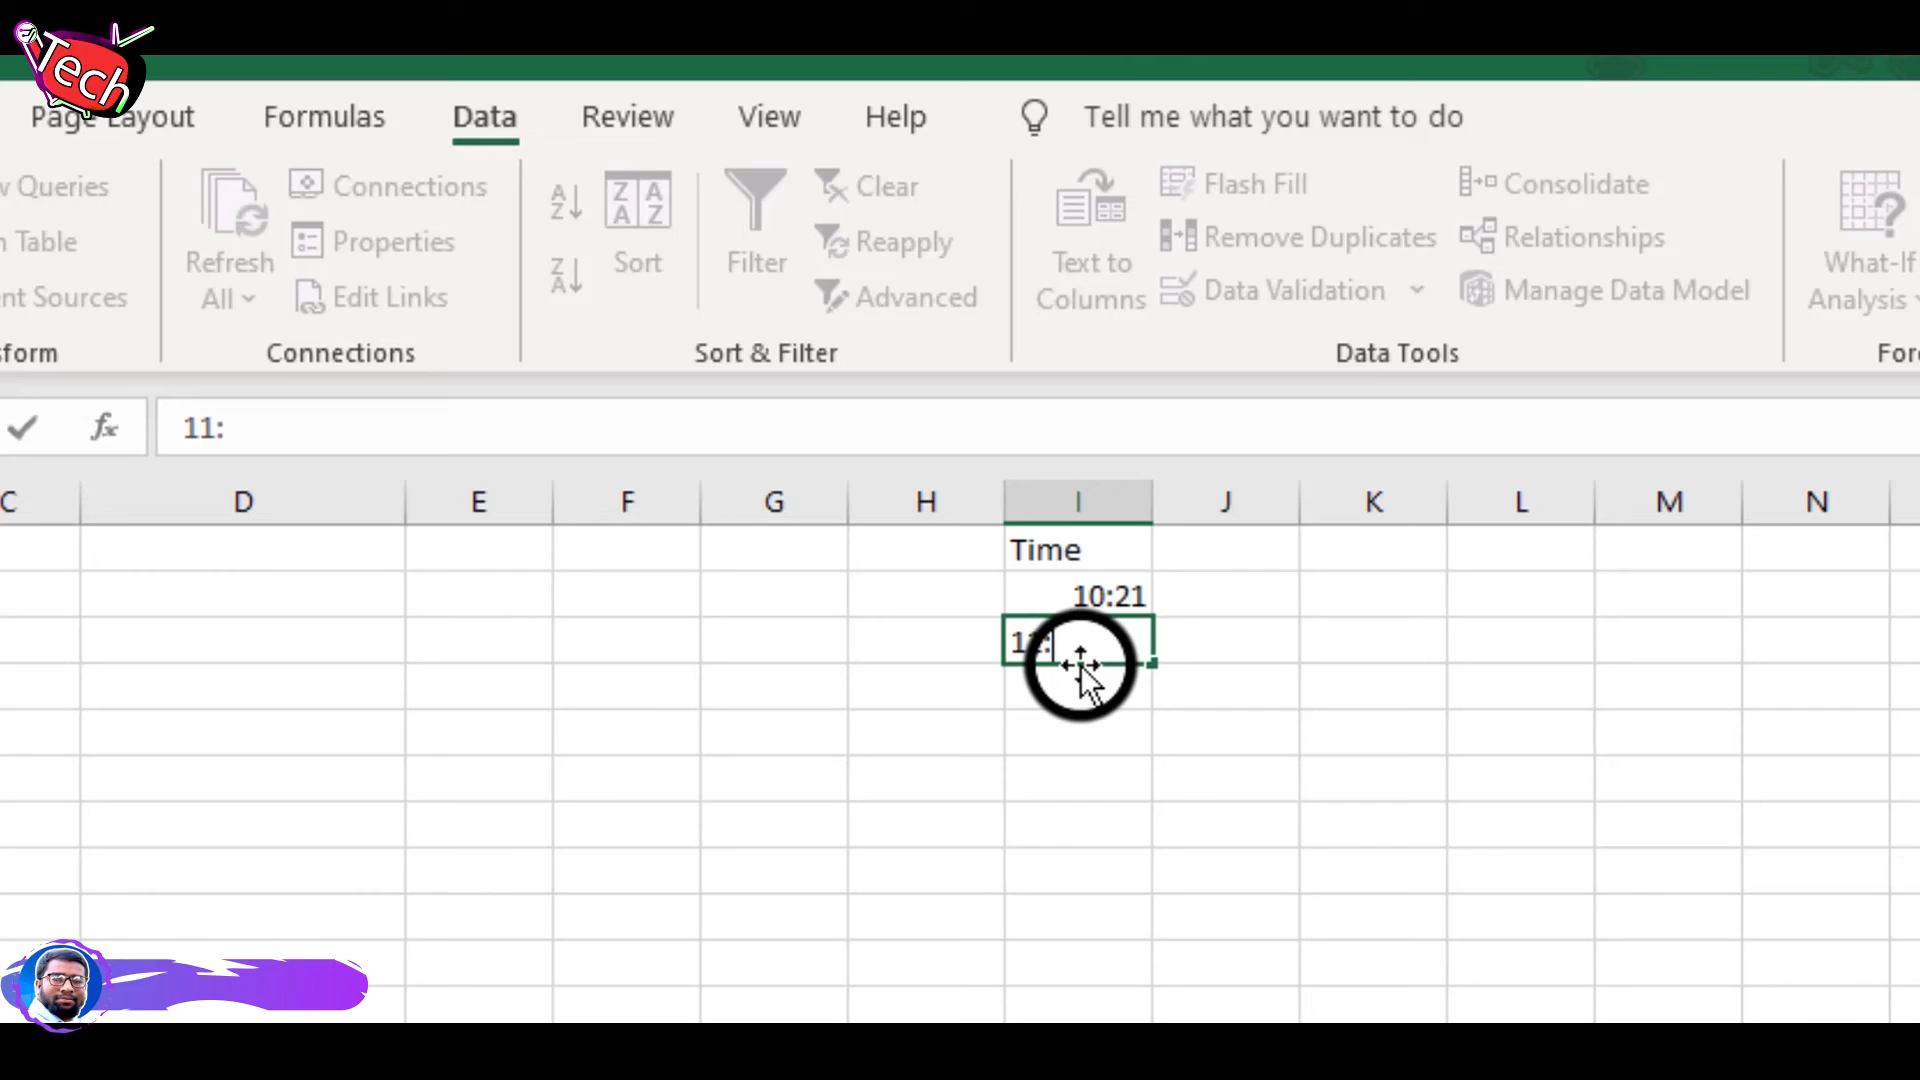 Tech
Page Layout Formulas Data Review View Help Tell me what you want to do
w Queries
n Table
nt Sources
sform
Refresh
All
Connections
Properties
Edit Links
Connections
A
Z
Z
A
Z A
A Z
Sort
Filter
Clear
Reapply
Advanced
Sort & Filter
Text to
Columns
Flash Fill
Remove Duplicates
Data Validation
Consolidate
Relationships
Manage Data Model
Data Tools
What-If
Analysis
Fore
fx 11:
C D E F G H I J K L M N
Time
10:21
11: